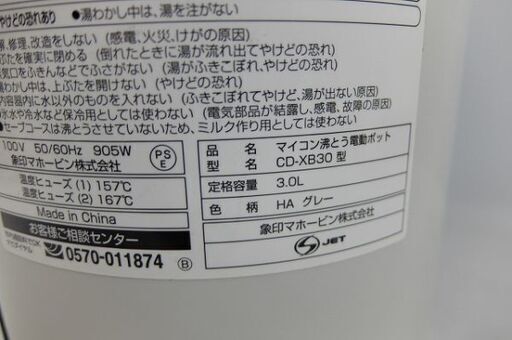 やけどの恐れあり ●湯わかし中は、湯を注がない
解、修理、改造をしない (感電、火災、けがの原因)
ぶたを確実に閉める (倒れたときに湯が流れ出てやけどの恐れ)
気口をふきんなどでふさがない (湯がふきこぼれ、やけどの恐れ)
湯わかし中は、上ぶたを開けない (やけどの恐れ)
内容器内に水以外のものを入れない (ふきこぼれてやけど、湯が出ない原因)
氷水や冷水など保冷用としては使わない (電気部品が結露し、感電、故障の原因)
セーブコースは沸とうさせないため、ミルク作り用としては使わない
100V 50/60Hz 905W
象印マホービン株式会社
PS
E
温度ヒューズ (1) 157℃
温度ヒューズ (2) 167℃
Made in China
お客様ご相談センター
0570-011874 Ⓑ
品名 マイコン沸とう電動ポット
型名 CD-XB30 型
定格容量 3.0L
色柄 HA グレー
象印マホービン株式会社
JET